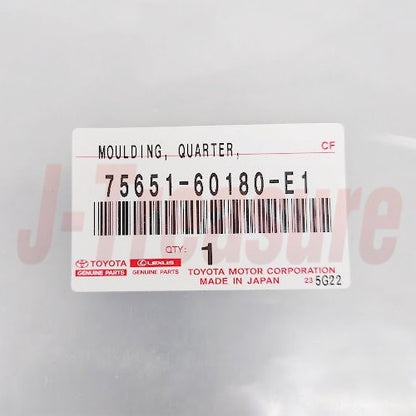 MOULDING, QUARTER, CF
75651-60180-E1
J-Treasure
QTY: 1
TOYOTA LEXUS TOYOTA MOTOR CORPORATION
GENUINE PARTS GENUINE PARTS MADE IN JAPAN 23 5G22